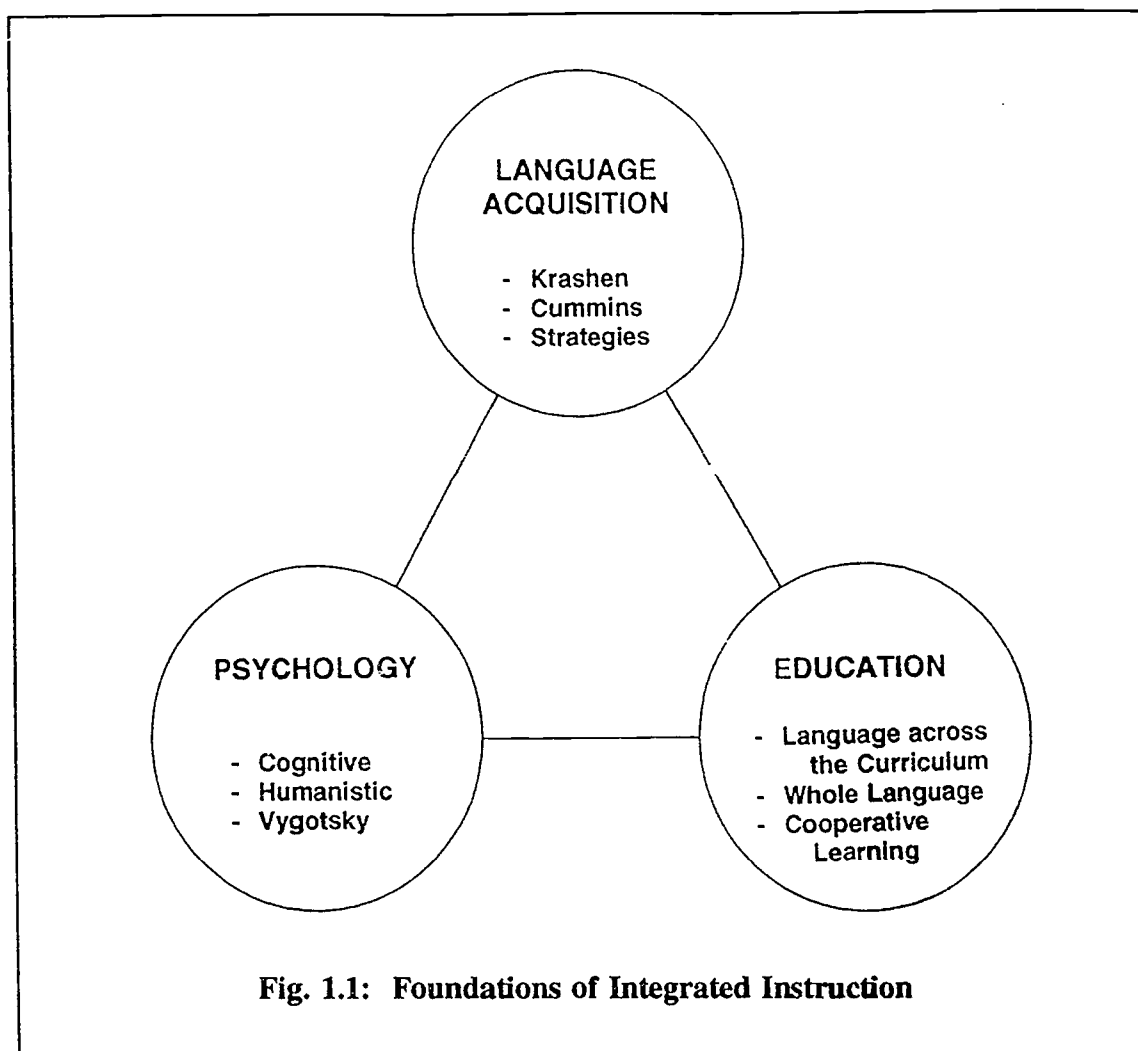 LANGUAGE
ACQUISITION
- Krashen
- Cummins
- Strategies
PSYCHOLOGY
- Cognitive
- Humanistic
- Vygotsky
EDUCATION
- Language across
the Curriculum
- Whole Language
- Cooperative
Learning
Fig. 1.1: Foundations of Integrated Instruction